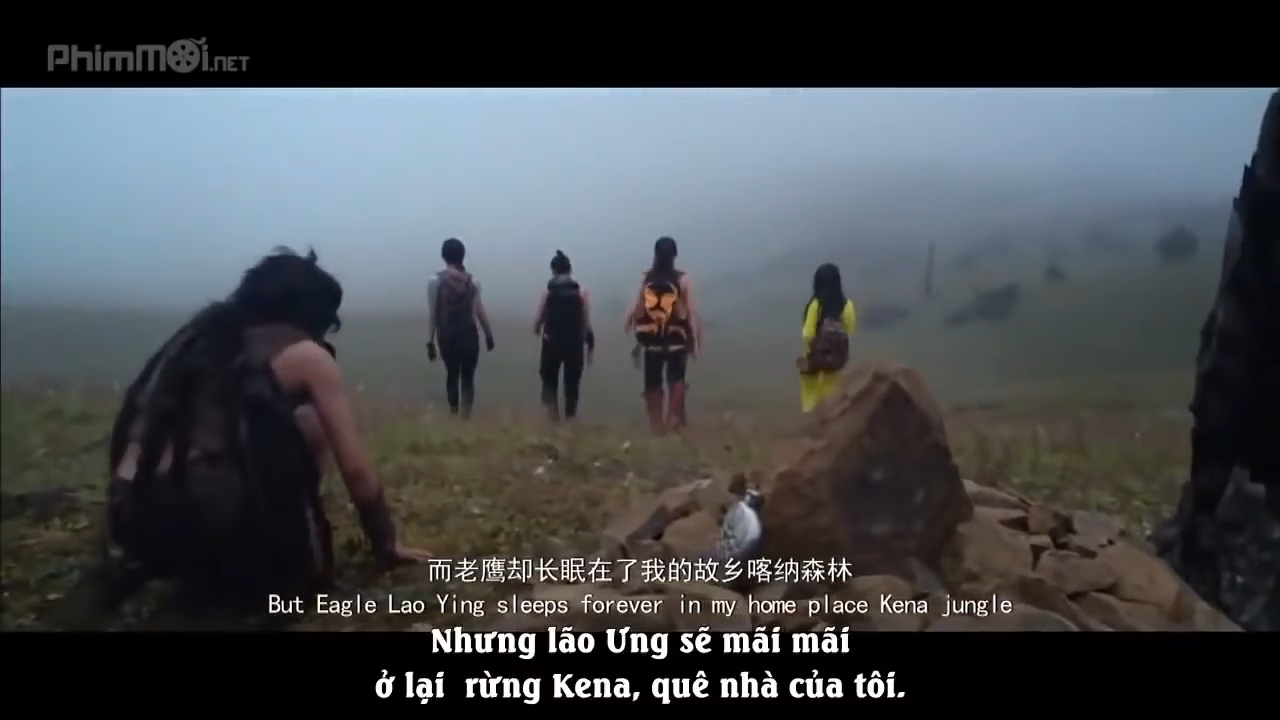 PhimMới.NET
而老鹰却长眠在了我的故乡喀纳森林
But Eagle Lao Ying sleeps forever in my home place Kena jungle
Nhưng lão Ưng sẽ mãi mãi
ở lại rừng Kena, quê nhà của tôi.